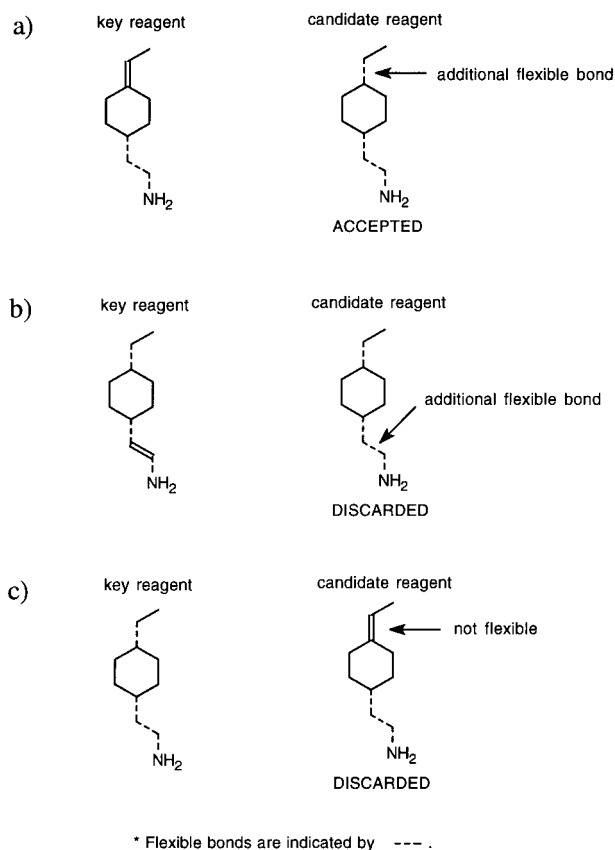 a)
key reagent
candidate reagent
additional flexible bond
NH2
NH2
ACCEPTED
b)
key reagent
candidate reagent
additional flexible bond
NH2
NH2
DISCARDED
c)
key reagent
candidate reagent
not flexible
NH2
NH2
DISCARDED
* Flexible bonds are indicated by --- .